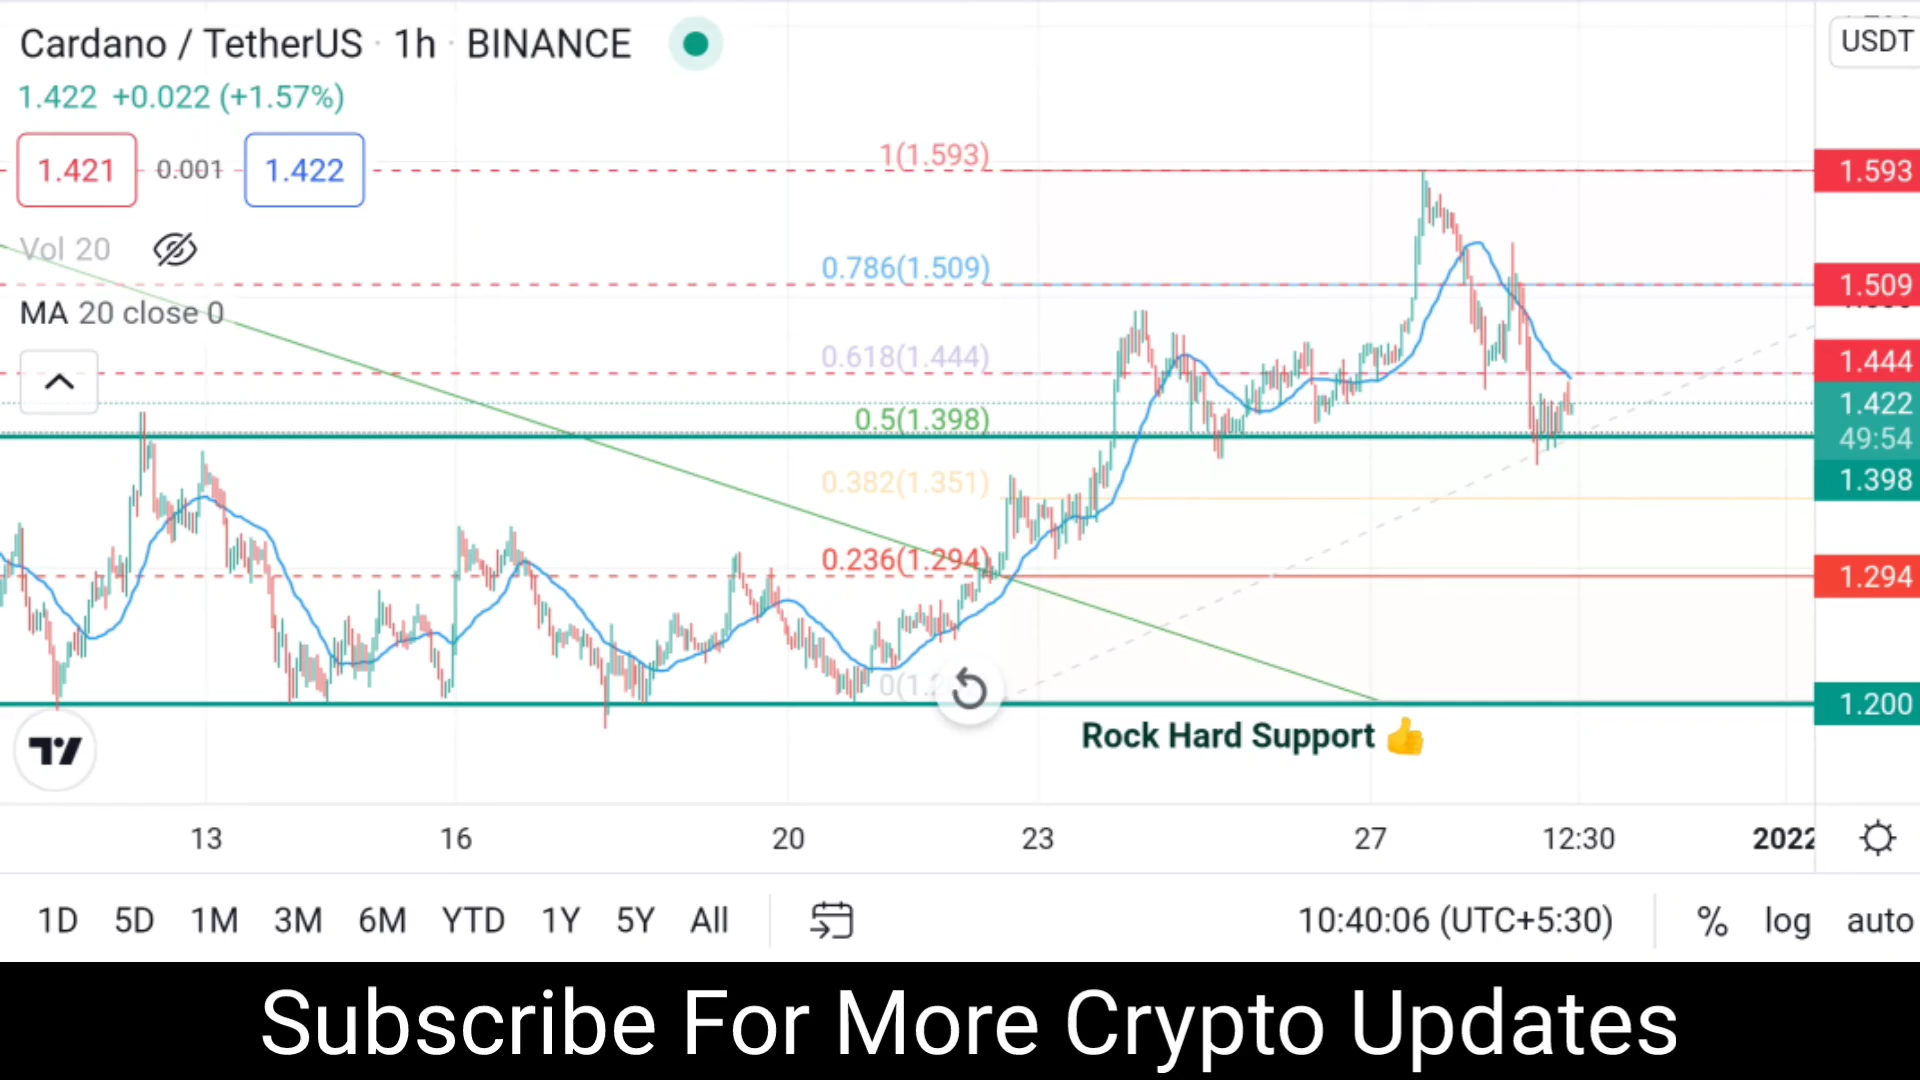 Cardano / TetherUS · 1h · BINANCE
USDT
1.422 +0.022 (+1.57%)
1.421 0.001 1.422
1(1.593)
1.593
Vol 20
0.786(1.509)
1.509
MA 20 close 0
0.618(1.444)
1.444
1.422
0.5(1.398)
49:54
0.382(1.351)
1.398
0.236(1.294)
1.294
0(1.2
1.200
Rock Hard Support 👍
13 16 20 23 27 12:30 2022
1D 5D 1M 3M 6M YTD 1Y 5Y All
10:40:06 (UTC+5:30) % log auto
Subscribe For More Crypto Updates